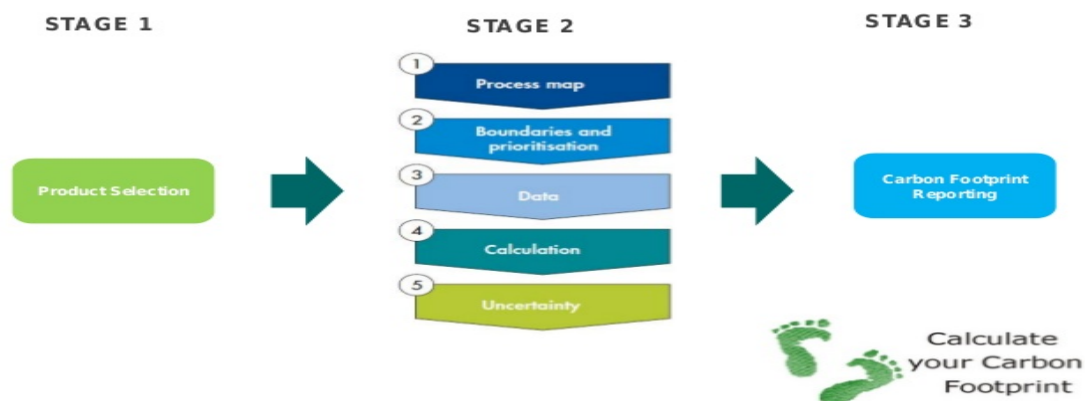 STAGE 1
STAGE 2
STAGE 3
Product Selection
1
Process map
2
Boundaries and
prioritisation
3
Data
4
Calculation
5
Uncertainty
Carbon Footprint
Reporting
Calculate
your Carbon
Footprint